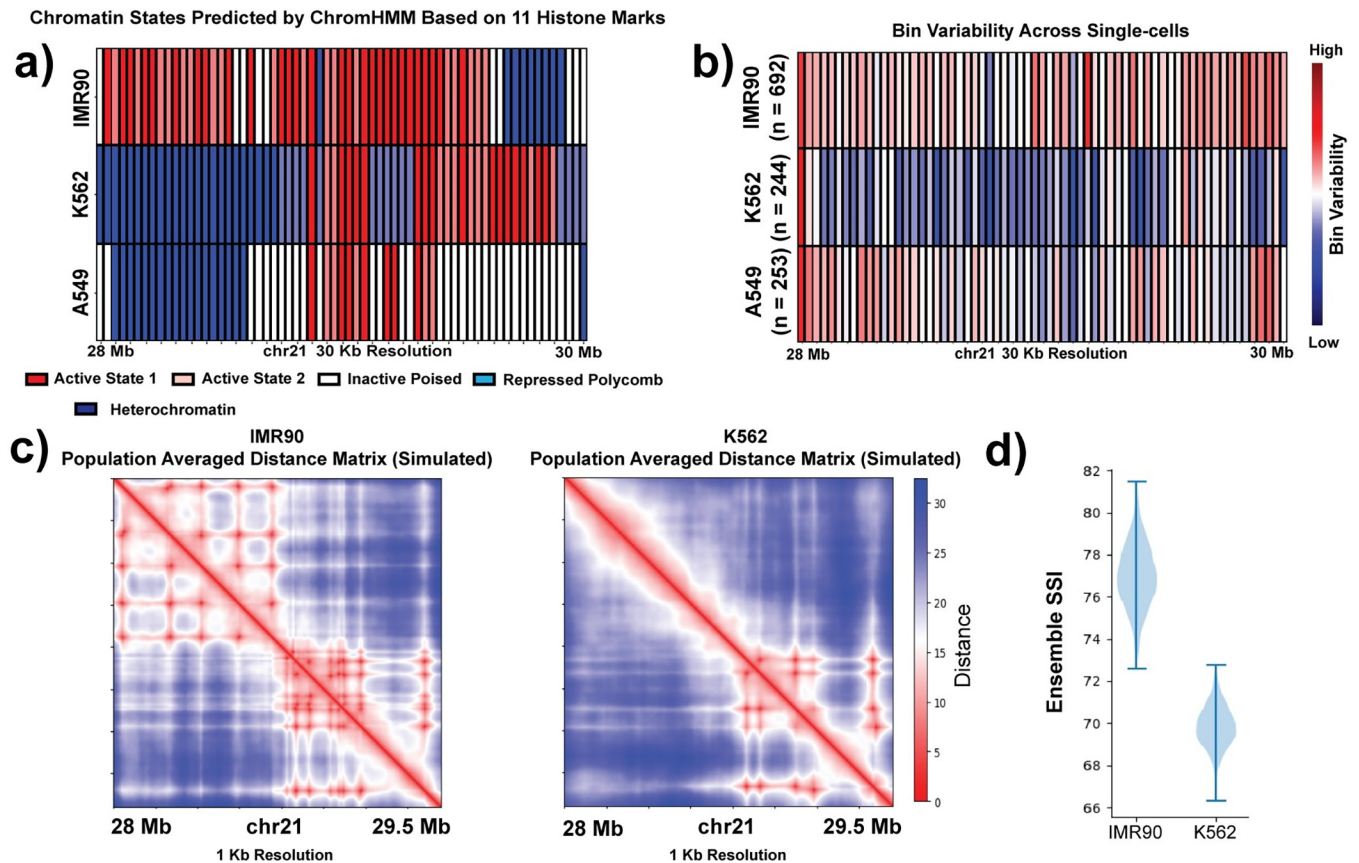 Chromatin States Predicted by ChromHMM Based on 11 Histone Marks
a)
IMR90
K562
A549
28 Mb
chr21 30 Kb Resolution
30 Mb
Active State 1
Active State 2
Inactive Poised
Repressed Polycomb
Heterochromatin
b)
Bin Variability Across Single-cells
IMR90
(n = 692)
K562
(n = 244)
A549
(n = 253)
28 Mb
chr21 30 Kb Resolution
30 Mb
High
Bin Variability
Low
c)
IMR90
Population Averaged Distance Matrix (Simulated)
28 Mb
chr21
29.5 Mb
1 Kb Resolution
K562
Population Averaged Distance Matrix (Simulated)
28 Mb
chr21
29.5 Mb
1 Kb Resolution
30
25
20
15
10
5
0
Distance
d)
Ensemble SSI
82
80
78
76
74
72
70
68
66
IMR90
K562